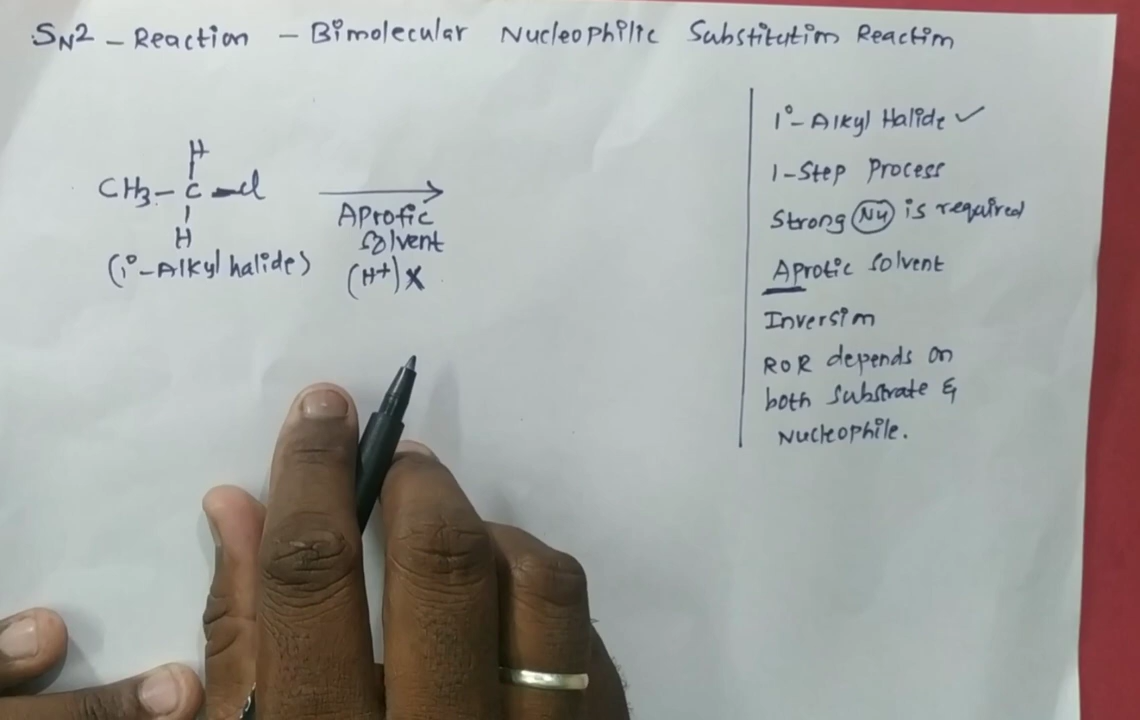 SN2 - Reaction - Bimolecular Nucleophilic Substitution Reaction
H
CH3 - C - Cl
H
(1°-Alkyl halide)
Aprotic
Solvent
(H+) X
1°-Alkyl Halide ✓
1-Step Process
Strong Nu is required
Aprotic Solvent
Inversion
ROR depends on
both Substrate &
Nucleophile.